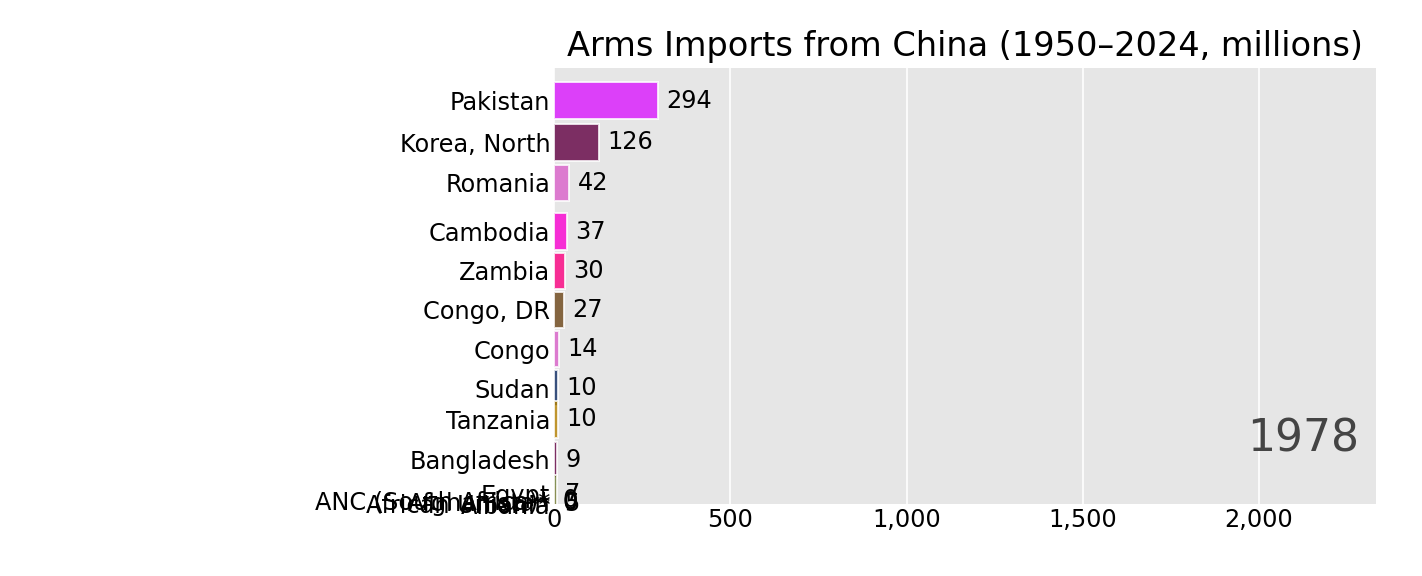 Arms Imports from China (1950–2024, millions)
Pakistan 294
Korea, North 126
Romania 42
Cambodia 37
Zambia 30
Congo, DR 27
Congo 14
Sudan 10
Tanzania 10
1978
Bangladesh 9
Egypt 7
0 500 1,000 1,500 2,000